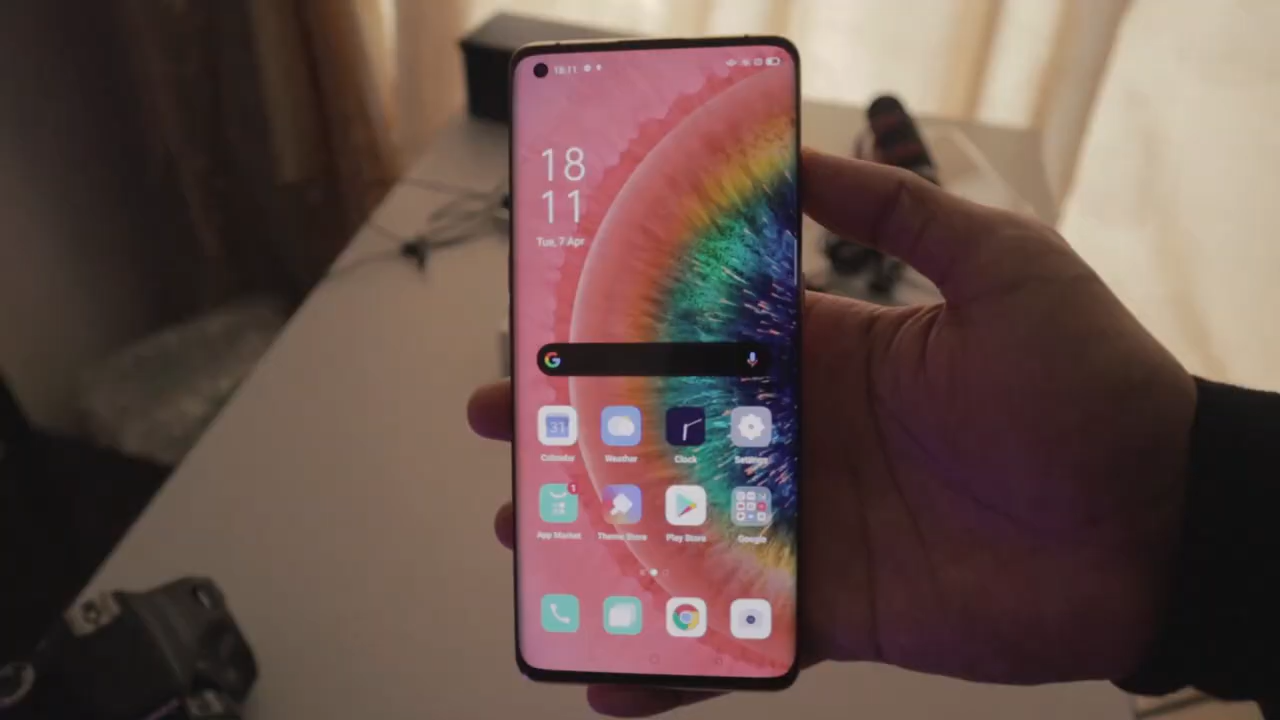 18:11
18
11
Tue, 7 Apr
G
31
Calendar
Weather
Clock
Settings
1
App Market
Theme Store
Play Store
Google